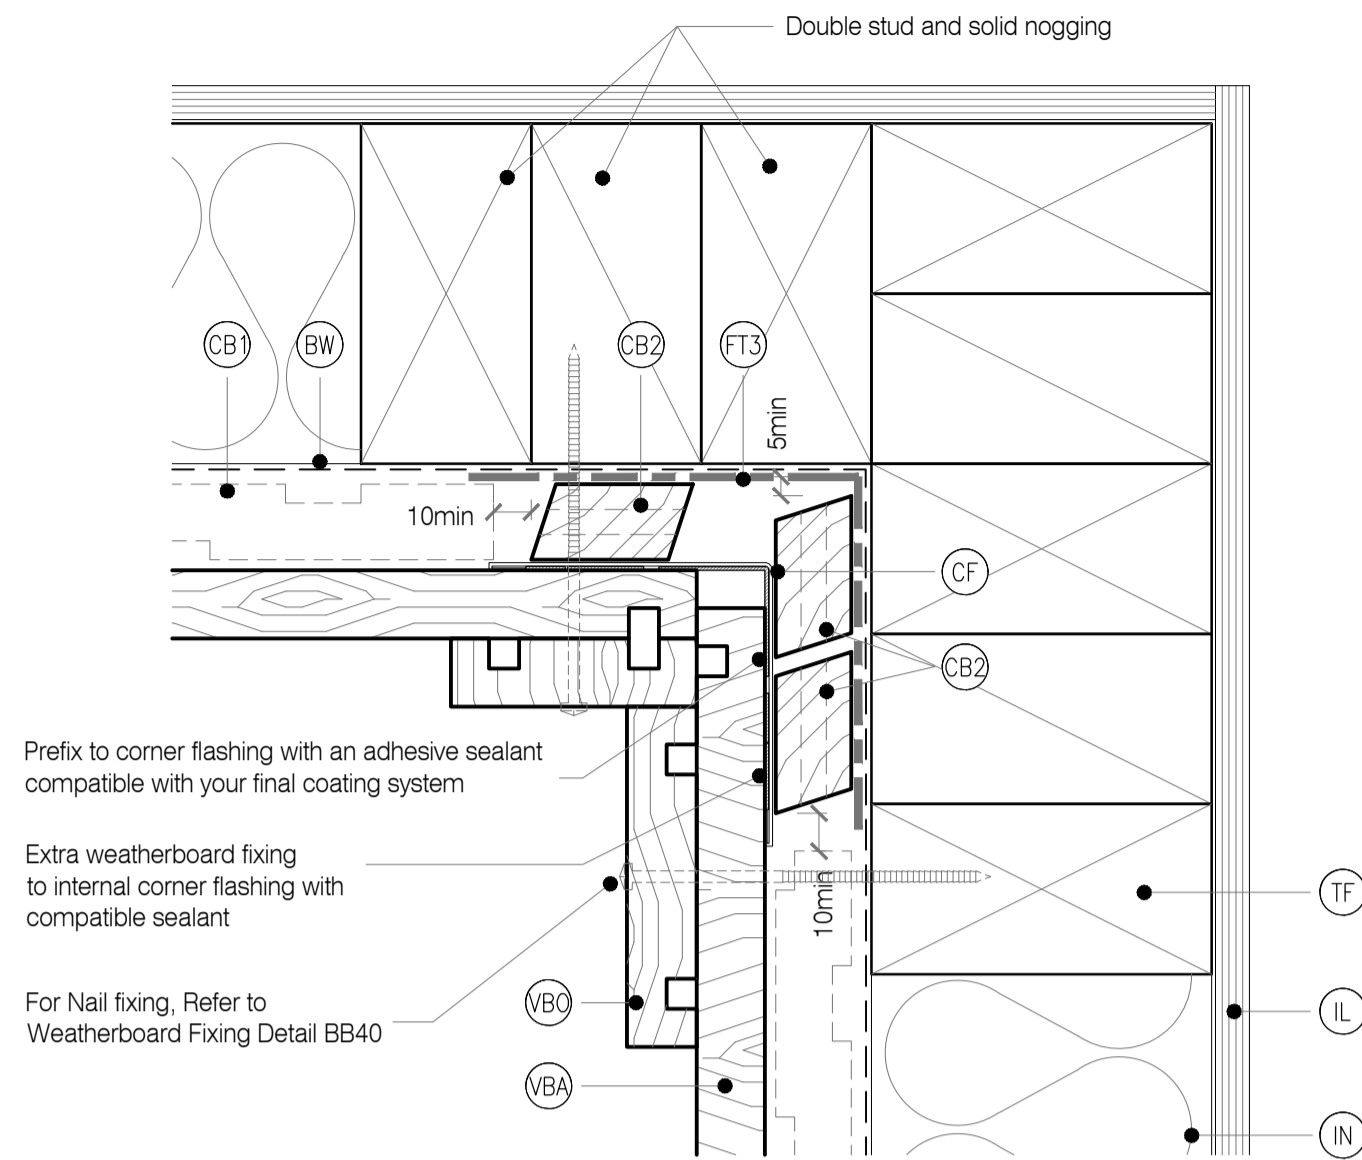 Double stud and solid nogging
CB1
BW
CB2
FT3
5min
10min
CF
CB2
Prefix to corner flashing with an adhesive sealant
compatible with your final coating system
Extra weatherboard fixing
to internal corner flashing with
compatible sealant
10min
TF
For Nail fixing, Refer to
Weatherboard Fixing Detail BB40
VBO
IL
VBA
IN